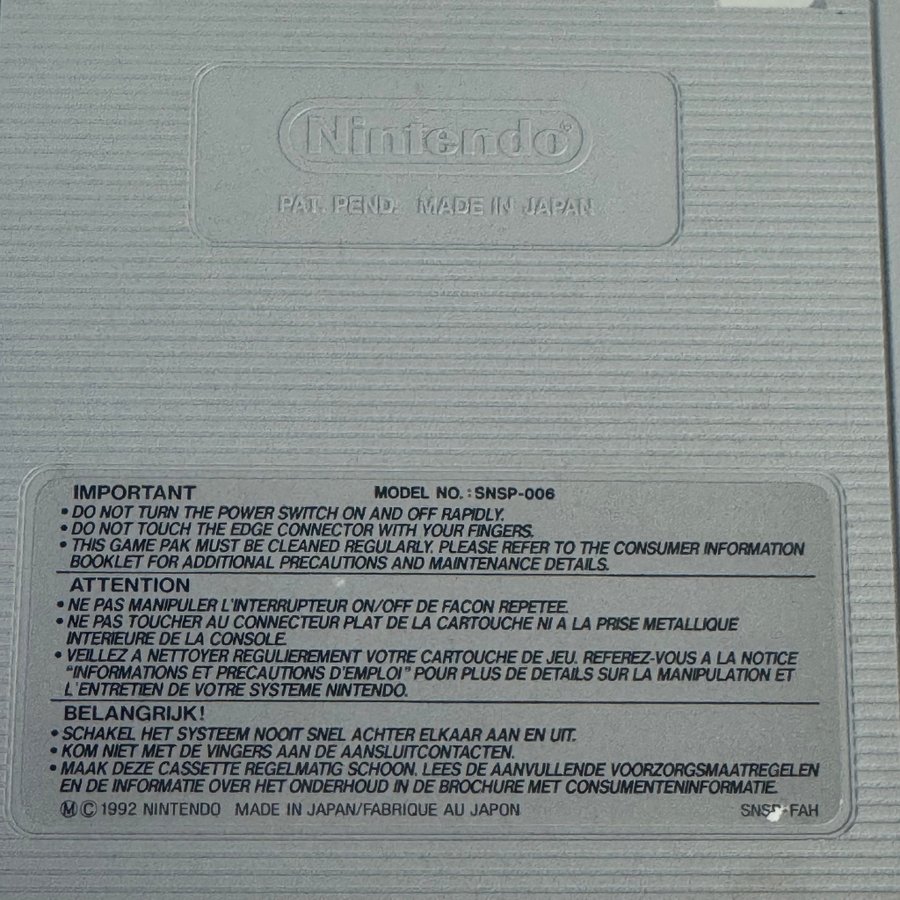 Nintendo®
PAT. PEND. MADE IN JAPAN
IMPORTANT MODEL NO.: SNSP-006
• DO NOT TURN THE POWER SWITCH ON AND OFF RAPIDLY.
• DO NOT TOUCH THE EDGE CONNECTOR WITH YOUR FINGERS.
• THIS GAME PAK MUST BE CLEANED REGULARLY. PLEASE REFER TO THE CONSUMER INFORMATION
BOOKLET FOR ADDITIONAL PRECAUTIONS AND MAINTENANCE DETAILS.
ATTENTION
• NE PAS MANIPULER L'INTERRUPTEUR ON/OFF DE FACON REPETEE.
• NE PAS TOUCHER AU CONNECTEUR PLAT DE LA CARTOUCHE NI A LA PRISE METALLIQUE
INTERIEURE DE LA CONSOLE.
• VEILLEZ A NETTOYER REGULIEREMENT VOTRE CARTOUCHE DE JEU. REFEREZ-VOUS A LA NOTICE
"INFORMATIONS ET PRECAUTIONS D'EMPLOI" POUR PLUS DE DETAILS SUR LA MANIPULATION ET
L'ENTRETIEN DE VOTRE SYSTEME NINTENDO.
BELANGRIJK!
• SCHAKEL HET SYSTEEM NOOIT SNEL ACHTER ELKAAR AAN EN UIT.
• KOM NIET MET DE VINGERS AAN DE AANSLUITCONTACTEN.
• MAAK DEZE CASSETTE REGELMATIG SCHOON. LEES DE AANVULLENDE VOORZORGSMAATREGELEN
EN DE INFORMATIE OVER HET ONDERHOUD IN DE BROCHURE MET CONSUMENTENINFORMATIE.
Ⓜ © 1992 NINTENDO MADE IN JAPAN/FABRIQUE AU JAPON SNSP-FAH